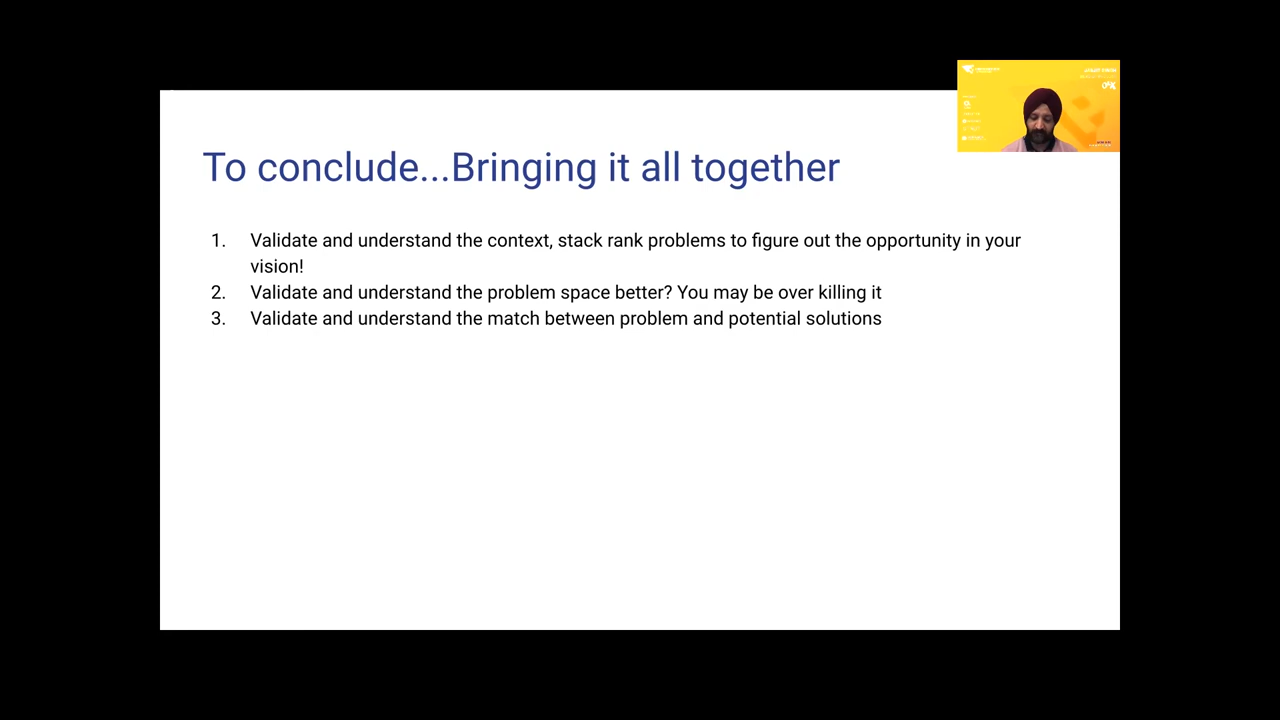 To conclude...Bringing it all together
1. Validate and understand the context, stack rank problems to figure out the opportunity in your
vision!
2. Validate and understand the problem space better? You may be over killing it
3. Validate and understand the match between problem and potential solutions